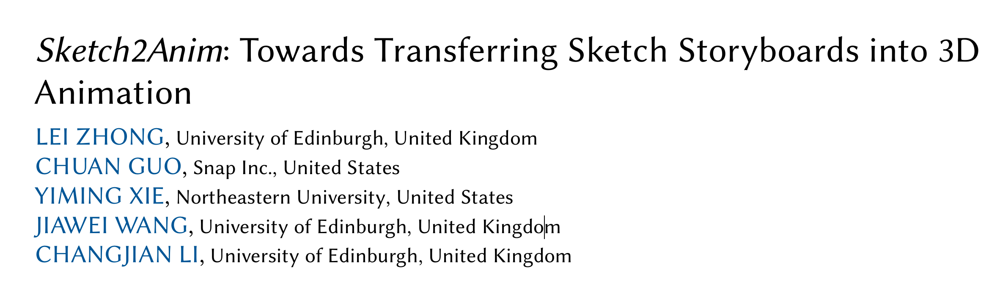 Sketch2Anim: Towards Transferring Sketch Storyboards into 3D
Animation
LEI ZHONG, University of Edinburgh, United Kingdom
CHUAN GUO, Snap Inc., United States
YIMING XIE, Northeastern University, United States
JIAWEI WANG, University of Edinburgh, United Kingdom
CHANGJIAN LI, University of Edinburgh, United Kingdom